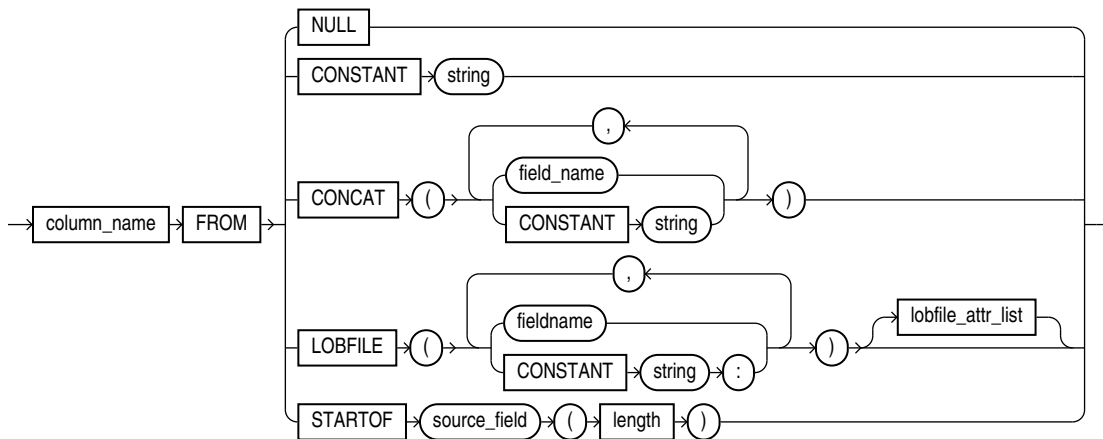 NULL
CONSTANT string
,
field_name
CONCAT ( )
CONSTANT string
column_name FROM
,
lobfile_attr_list
fieldname
LOBFILE ( )
CONSTANT string :
STARTOF source_field ( length )